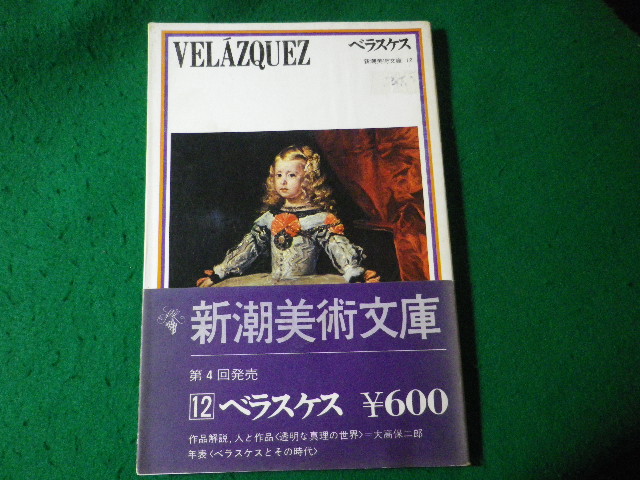 VELÁZQUEZ
ベラスケス
新潮美術文庫 12
新潮美術文庫
第4回発売
12 ベラスケス ¥600
作品解説，人と作品〈透明な真理の世界〉＝大高保二郎
年表〈ベラスケスとその時代〉